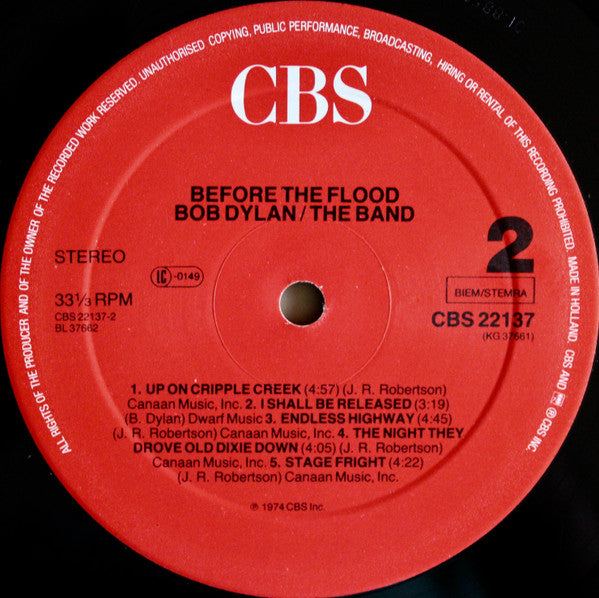 ALL RIGHTS OF THE PRODUCER AND OF THE OWNER OF THE RECORDED WORK RESERVED. UNAUTHORISED COPYING, PUBLIC PERFORMANCE, BROADCASTING, HIRING OR RENTAL OF THIS RECORDING PROHIBITED. MADE IN HOLLAND. CBS AND ℗ CBS INC.
CBS
BEFORE THE FLOOD
BOB DYLAN / THE BAND
2
STEREO
LC -0149
BIEM/STEMRA
33⅓ RPM
CBS 22137-2
BL 37662
CBS 22137
(KG 37661)
1. UP ON CRIPPLE CREEK (4:57) (J. R. Robertson)
Canaan Music, Inc. 2. I SHALL BE RELEASED (3:19)
(B. Dylan) Dwarf Music 3. ENDLESS HIGHWAY (4:45)
(J. R. Robertson) Canaan Music, Inc. 4. THE NIGHT THEY
DROVE OLD DIXIE DOWN (4:05) (J. R. Robertson)
Canaan Music, Inc. 5. STAGE FRIGHT (4:22)
(J. R. Robertson) Canaan Music, Inc.
℗ 1974 CBS Inc.